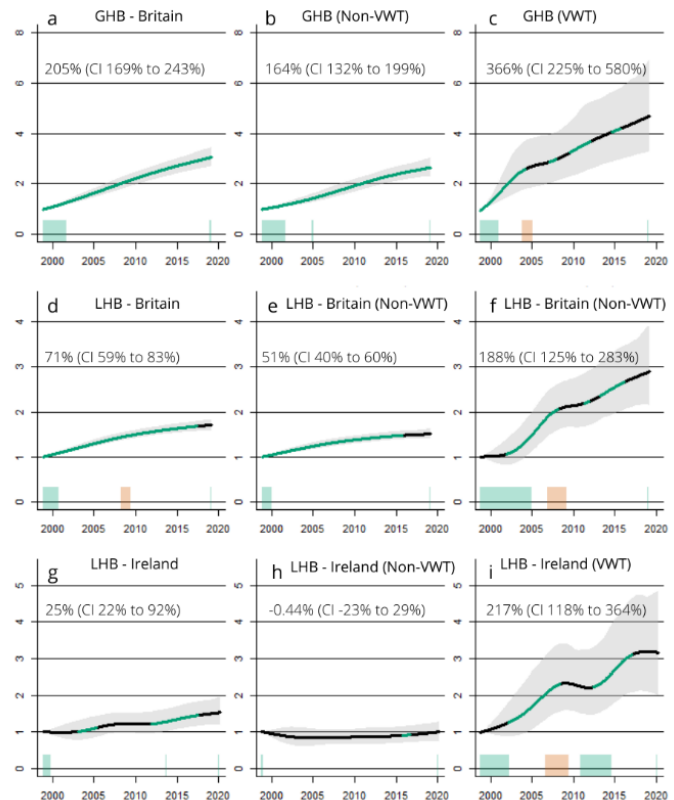 a GHB - Britain
205% (CI 169% to 243%)
0 2 4 6 8
2000 2005 2010 2015 2020
b GHB (Non-VWT)
164% (CI 132% to 199%)
0 2 4 6 8
2000 2005 2010 2015 2020
c GHB (VWT)
366% (CI 225% to 580%)
0 2 4 6 8
2000 2005 2010 2015 2020
d LHB - Britain
71% (CI 59% to 83%)
0 1 2 3 4
2000 2005 2010 2015 2020
e LHB - Britain (Non-VWT)
51% (CI 40% to 60%)
0 1 2 3 4
2000 2005 2010 2015 2020
f LHB - Britain (Non-VWT)
188% (CI 125% to 283%)
0 1 2 3 4
2000 2005 2010 2015 2020
g LHB - Ireland
25% (CI 22% to 92%)
0 1 2 3 4 5
2000 2005 2010 2015 2020
h LHB - Ireland (Non-VWT)
-0.44% (CI -23% to 29%)
0 1 2 3 4 5
2000 2005 2010 2015 2020
i LHB - Ireland (VWT)
217% (CI 118% to 364%)
0 1 2 3 4 5
2000 2005 2010 2015 2020